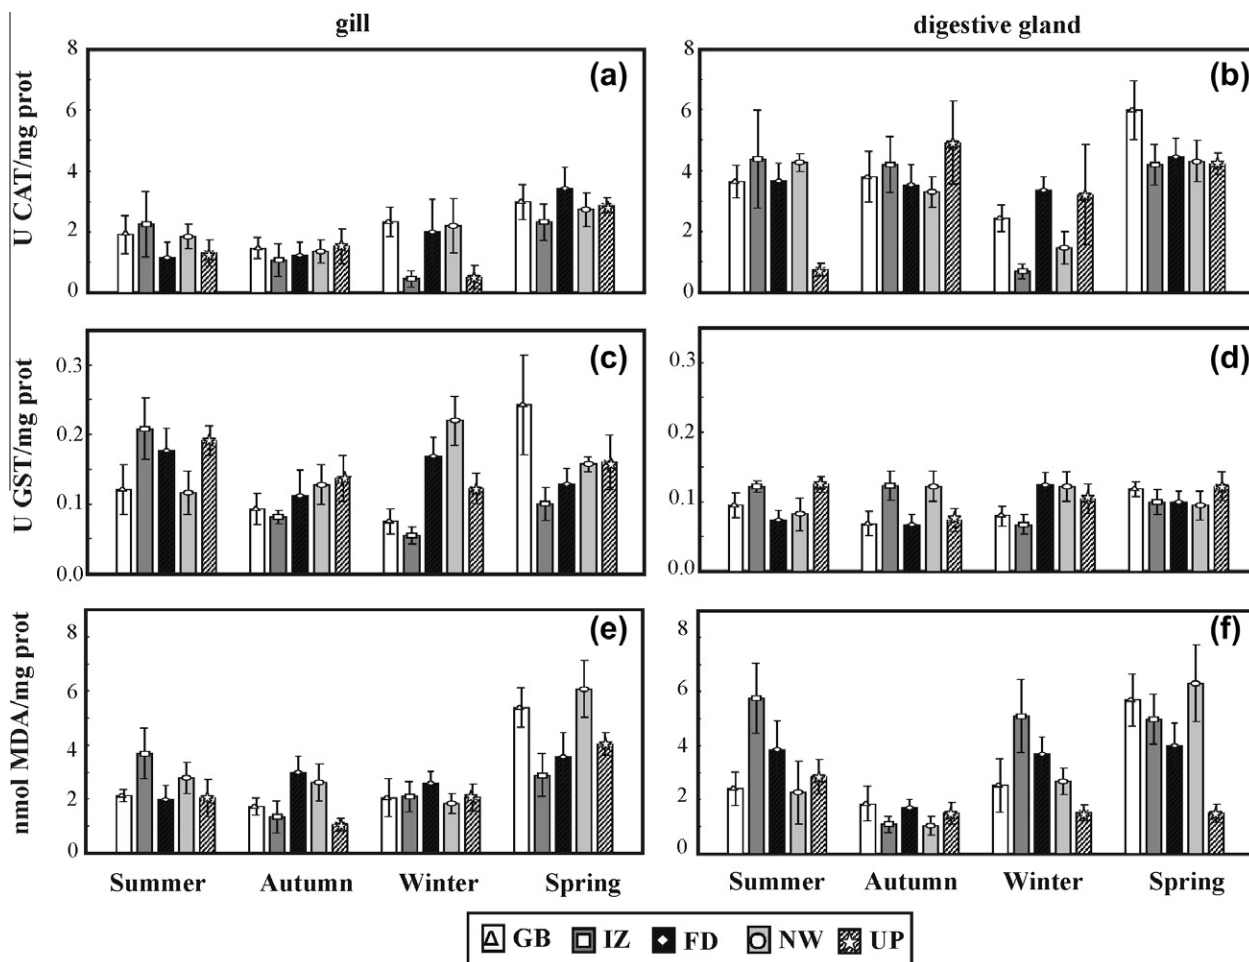 gill
digestive gland
U CAT/mg prot
8
6
4
2
0
(a)
8
6
4
2
0
(b)
U GST/mg prot
0.3
0.2
0.1
0.0
(c)
0.3
0.2
0.1
0.0
(d)
nmol MDA/mg prot
8
6
4
2
0
(e)
8
6
4
2
0
(f)
Summer Autumn Winter Spring
Summer Autumn Winter Spring
GB IZ FD NW UP